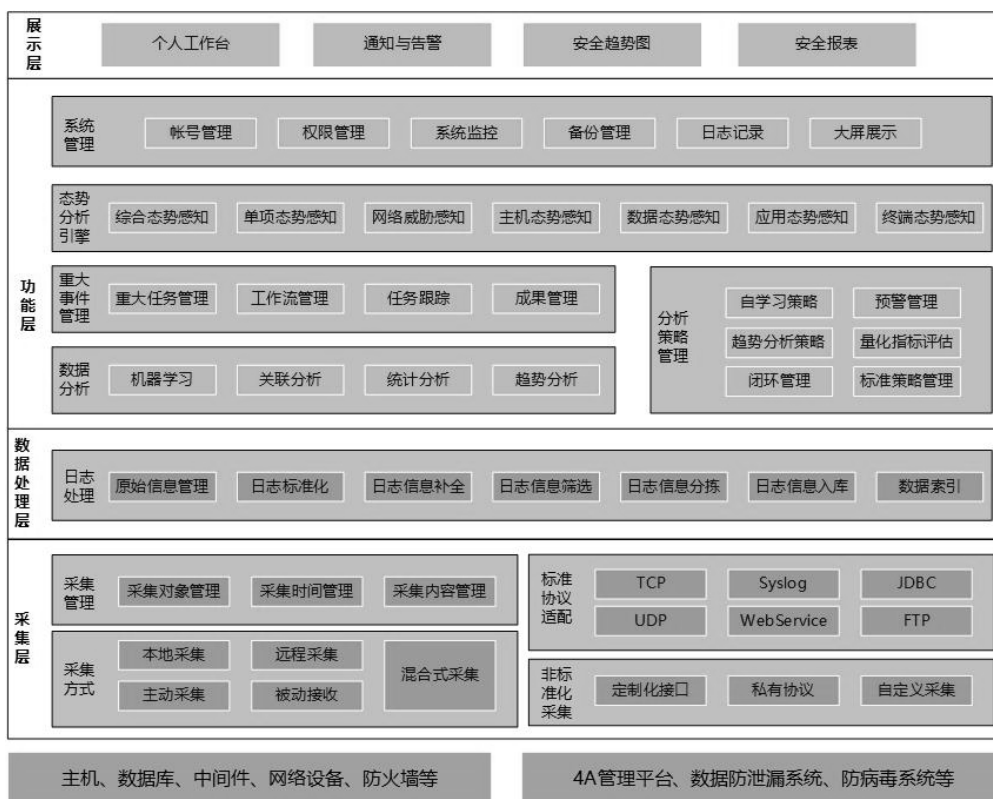 展示层
个人工作台
通知与告警
安全趋势图
安全报表
功能层
系统
管理
帐号管理
权限管理
系统监控
备份管理
日志记录
大屏展示
态势
分析
引擎
综合态势感知
单项态势感知
网络威胁感知
主机态势感知
数据态势感知
应用态势感知
终端态势感知
重大
事件
管理
重大任务管理
工作流管理
任务跟踪
成果管理
数据
分析
机器学习
关联分析
统计分析
趋势分析
分析
策略
管理
自学习策略
预警管理
趋势分析策略
量化指标评估
闭环管理
标准策略管理
数据处理层
日志
处理
原始信息管理
日志标准化
日志信息补全
日志信息筛选
日志信息分拣
日志信息入库
数据索引
采集层
采集
管理
采集对象管理
采集时间管理
采集内容管理
采集
方式
本地采集
远程采集
主动采集
被动接收
混合式采集
标准
协议
适配
TCP
Syslog
JDBC
UDP
WebService
FTP
非标
准化
采集
定制化接口
私有协议
自定义采集
主机、数据库、中间件、网络设备、防火墙等
4A管理平台、数据防泄漏系统、防病毒系统等